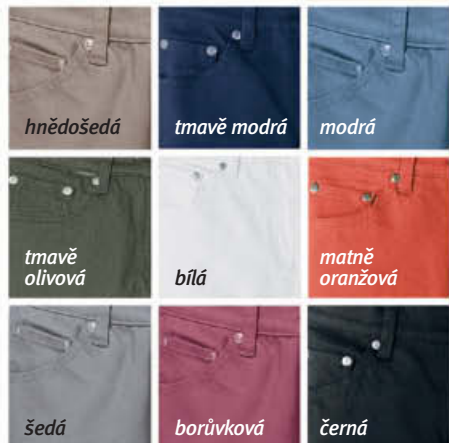 hnědošedá
tmavě modrá
modrá
tmavě
olivová
bílá
matně
oranžová
šedá
borůvková
černá